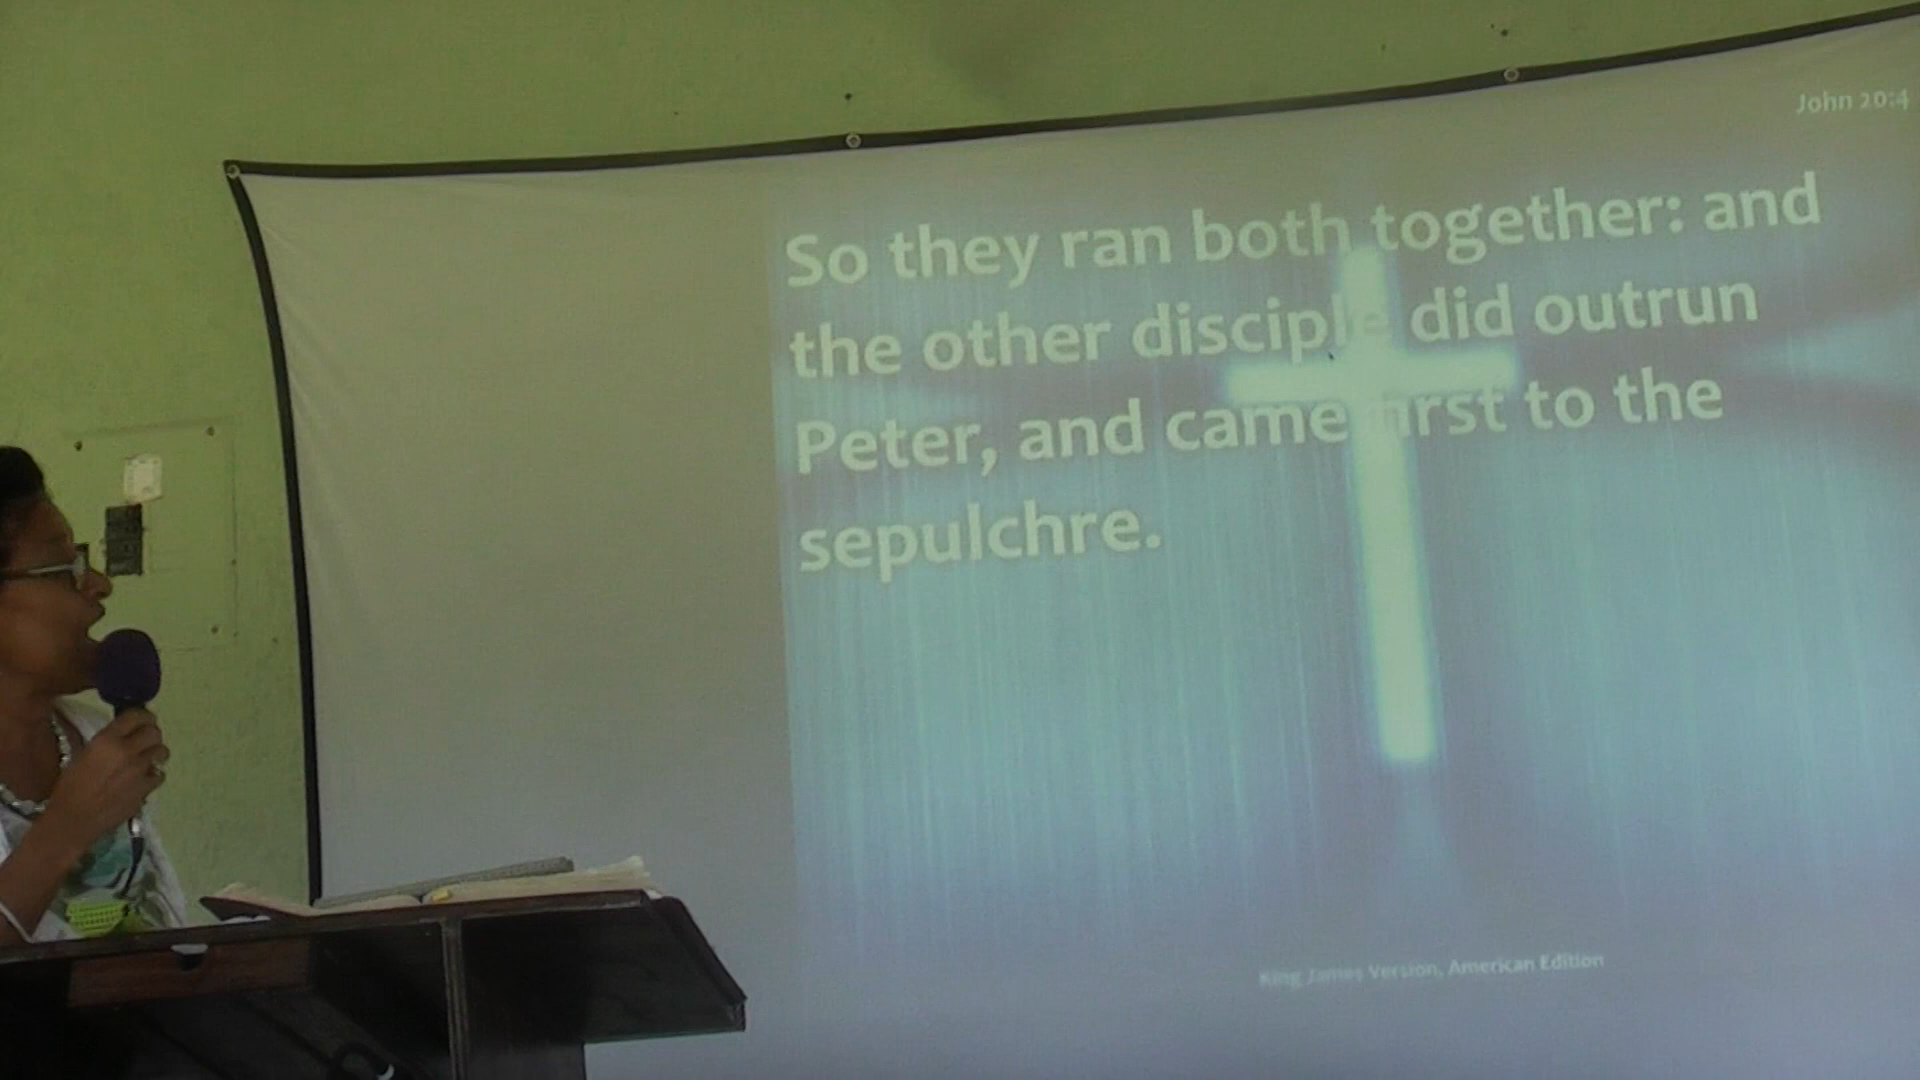 John 20:4
So they ran both together: and
the other disciple did outrun
Peter, and came first to the
sepulchre.
King James Version, American Edition